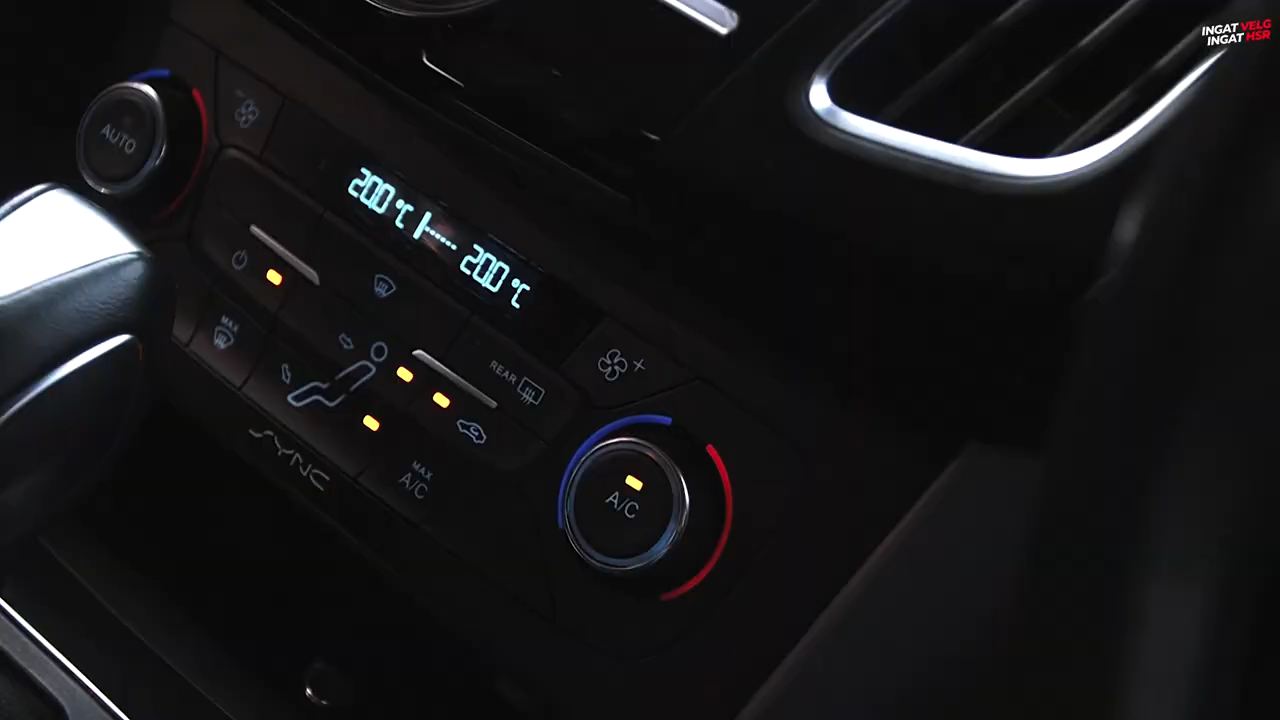 INGAT VELG
INGAT HSR
AUTO
20.0 °C
20.0 °C
MAX
REAR
SYNC
MAX
A/C
A/C